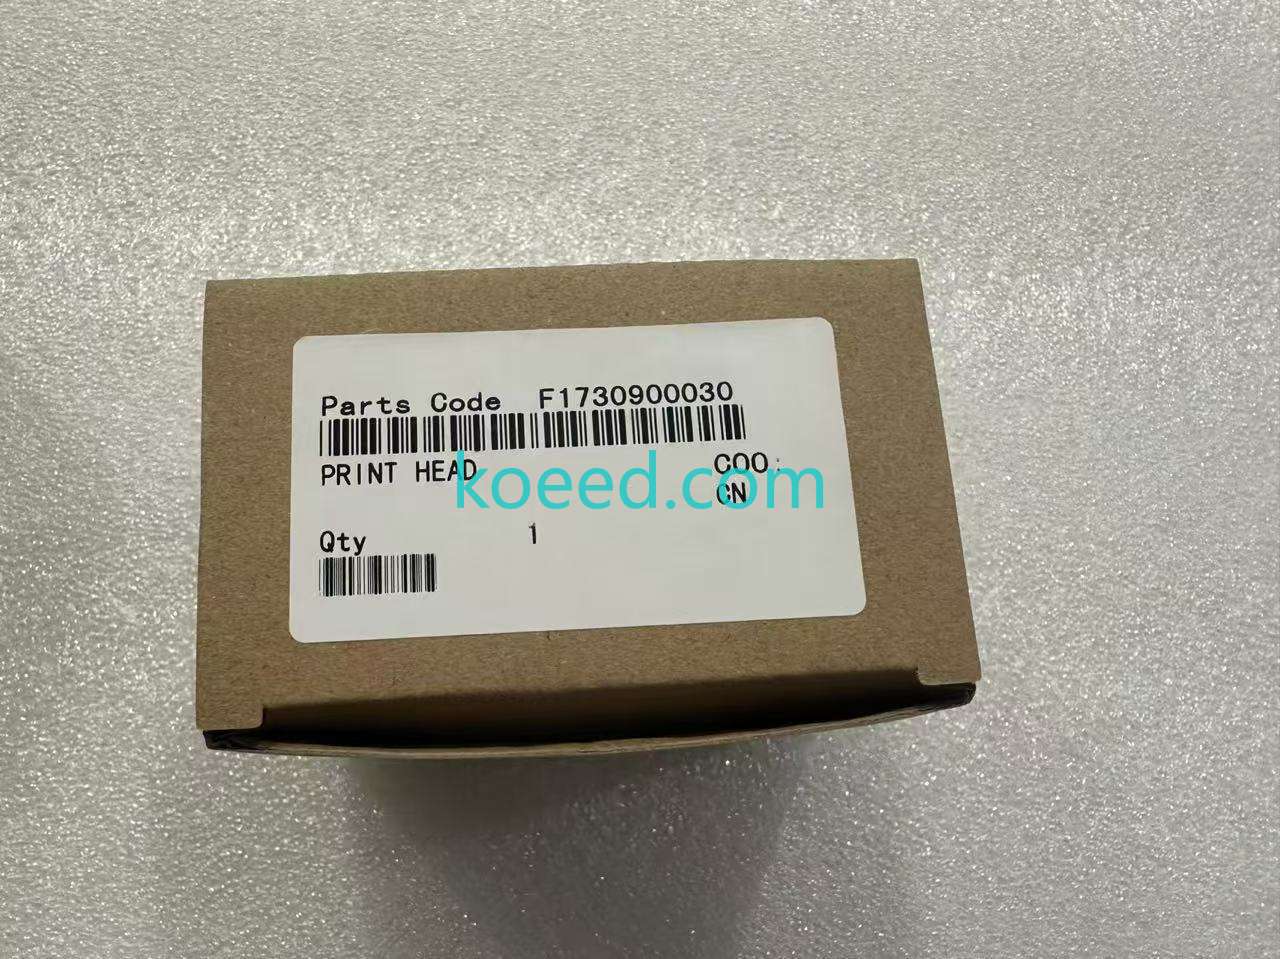 Parts Code F1730900030
PRINT HEAD COO:
CN
koeed.com
Qty 1